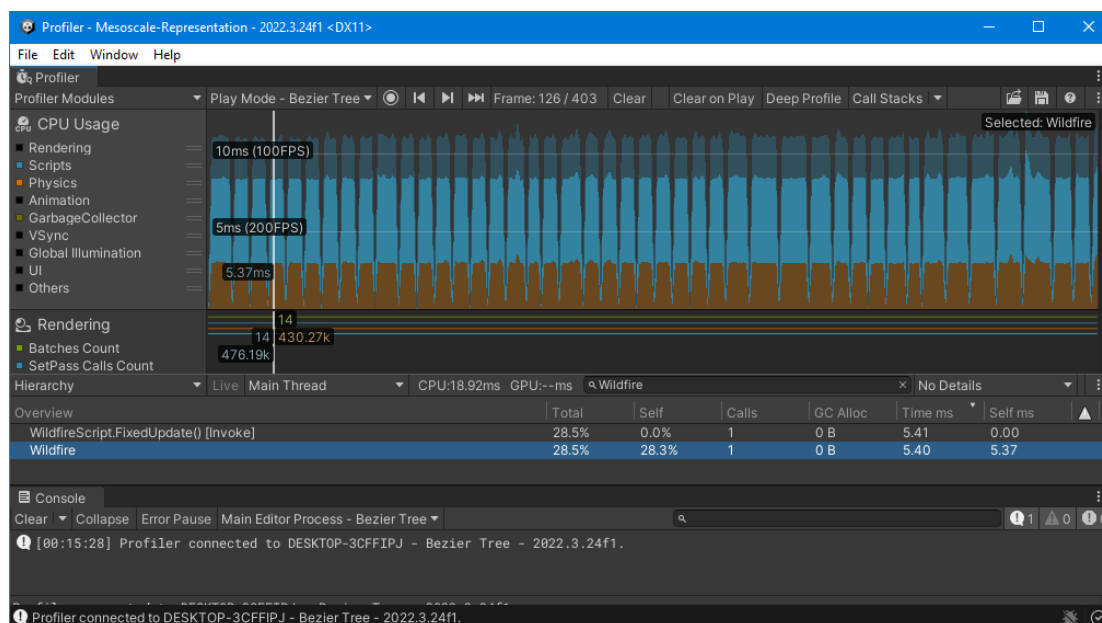 Profiler - Mesoscale-Representation - 2022.3.24f1 <DX11>
File Edit Window Help
Profiler
Profiler Modules Play Mode - Bezier Tree Frame: 126 / 403 Clear Clear on Play Deep Profile Call Stacks
CPU Usage
Selected: Wildfire
Rendering
Scripts
Physics
Animation
GarbageCollector
VSync
Global Illumination
UI
Others
10ms (100FPS)
5ms (200FPS)
5.37ms
Rendering
Batches Count
SetPass Calls Count
14
14 430.27k
476.19k
Hierarchy Live Main Thread CPU:18.92ms GPU:--ms Wildfire No Details
Overview Total Self Calls GC Alloc Time ms Self ms
WildfireScript.FixedUpdate() [Invoke] 28.5% 0.0% 1 0 B 5.41 0.00
Wildfire 28.5% 28.3% 1 0 B 5.40 5.37
Console
Clear Collapse Error Pause Main Editor Process - Bezier Tree 1 0
[00:15:28] Profiler connected to DESKTOP-3CFFIPJ - Bezier Tree - 2022.3.24f1.
Profiler connected to DESKTOP-3CFFIPJ - Bezier Tree - 2022.3.24f1.